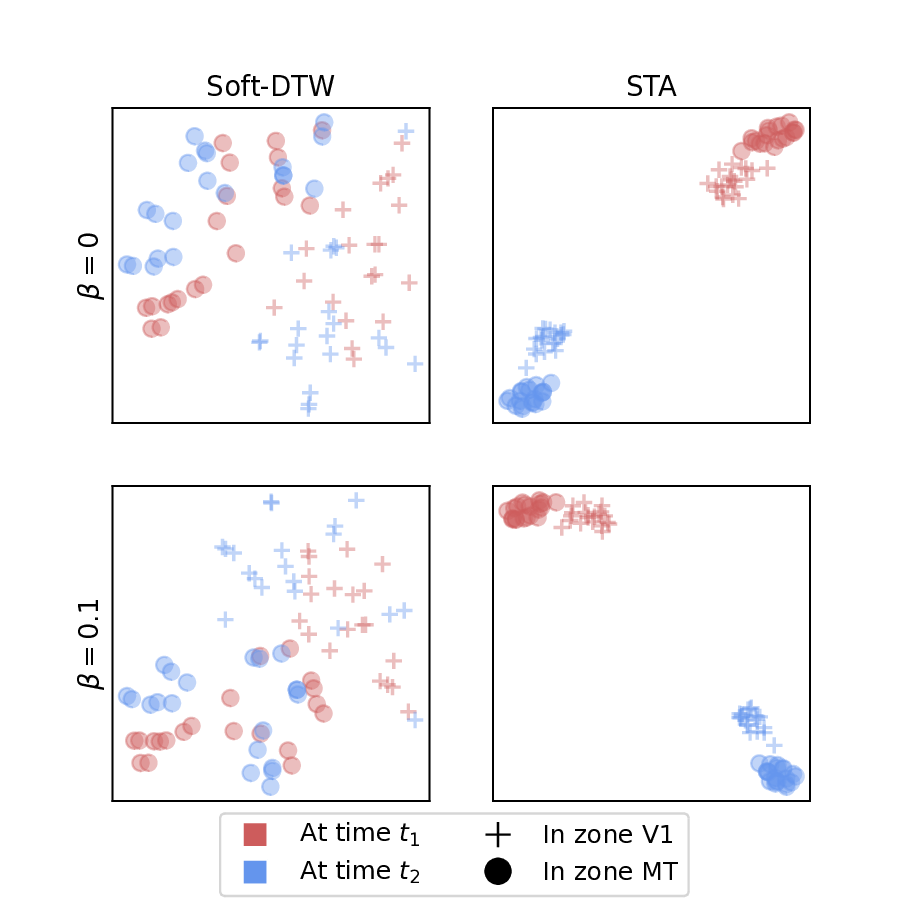 Soft-DTW
STA
β = 0
β = 0.1
At time t₁
At time t₂
In zone V1
In zone MT